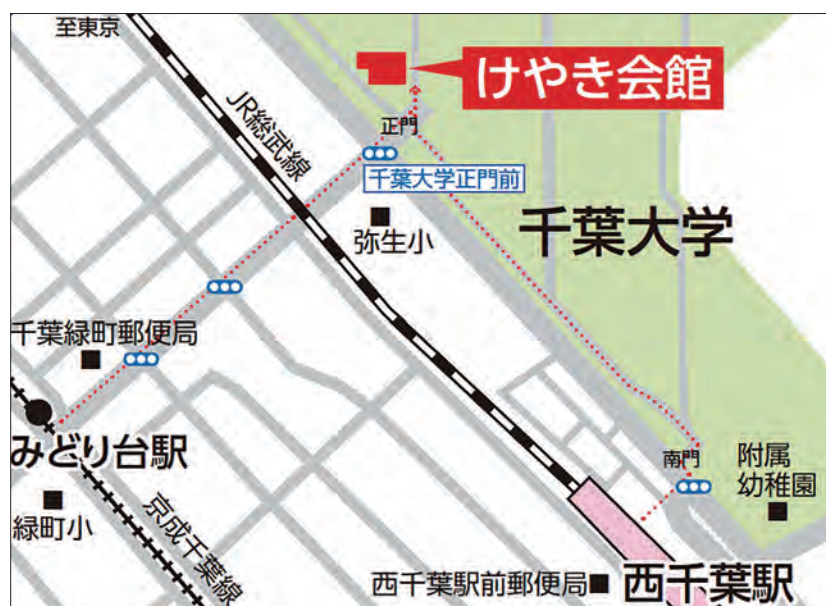 至東京
けやき会館
JR総武線
正門
千葉大学正門前
千葉大学
弥生小
千葉緑町郵便局
みどり台駅
南門
附属
幼稚園
緑町小
京成千葉線
西千葉駅前郵便局
西千葉駅